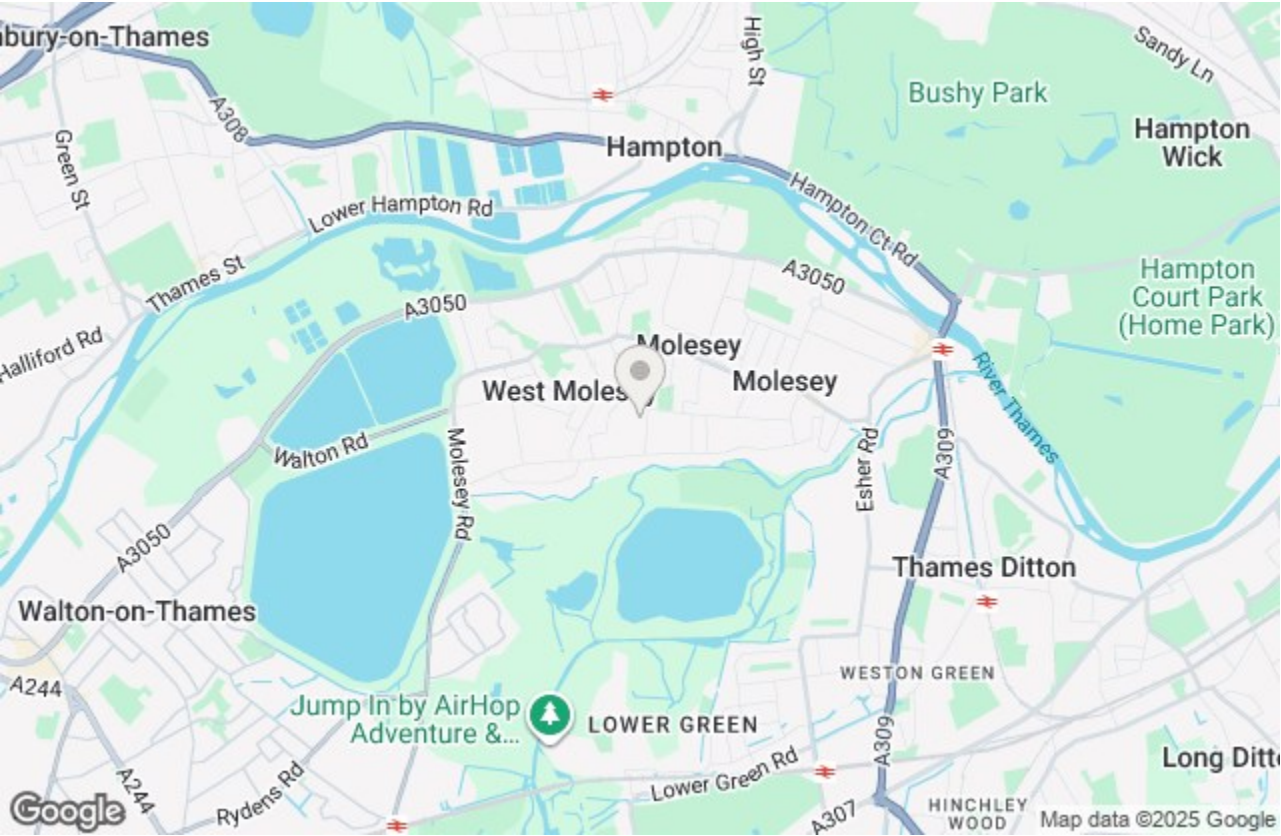 nbury-on-Thames
High St
Sandy Ln
Bushy Park
Hampton
Wick
A308
Green St
Hampton
Hampton Ct Rd
Lower Hampton Rd
Thames St
A3050
A3050
Hampton
Court Park
(Home Park)
Halliford Rd
Molesey
West Molesey
Molesey
River Thames
Walton Rd
Molesey Rd
Esher Rd
A309
A3050
Thames Ditton
Walton-on-Thames
WESTON GREEN
A244
Jump In by AirHop
Adventure &...
LOWER GREEN
A309
Long Ditto
Lower Green Rd
A244
Rydens Rd
A307
HINCHLEY
WOOD
Google
Map data ©2025 Google